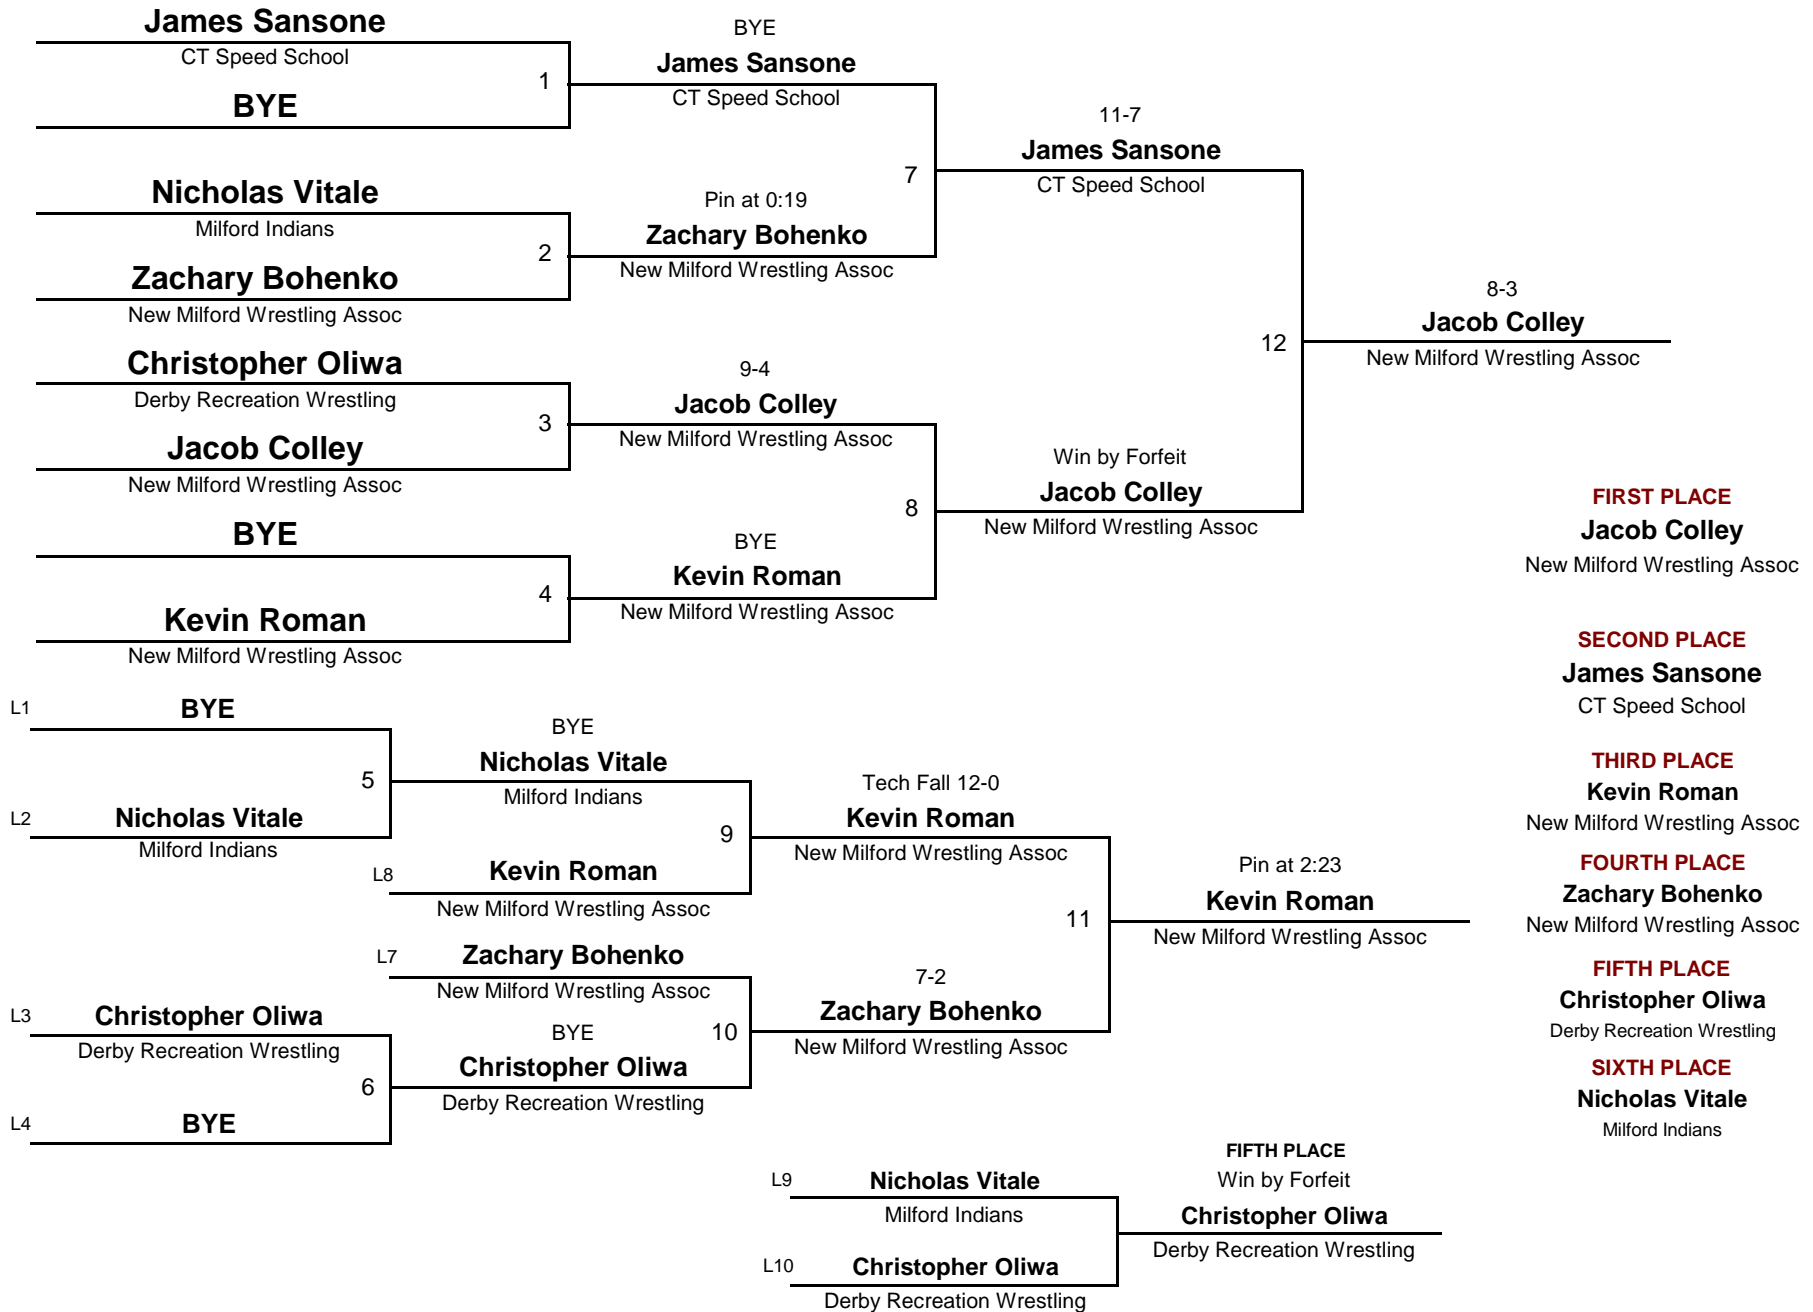 James Sansone
CT Speed School
1
BYE
BYE
James Sansone
CT Speed School
Nicholas Vitale
Milford Indians
2
Zachary Bohenko
New Milford Wrestling Assoc
Pin at 0:19
Zachary Bohenko
New Milford Wrestling Assoc
7
11-7
James Sansone
CT Speed School
Christopher Oliwa
Derby Recreation Wrestling
3
Jacob Colley
New Milford Wrestling Assoc
9-4
Jacob Colley
New Milford Wrestling Assoc
BYE
4
Kevin Roman
New Milford Wrestling Assoc
BYE
Kevin Roman
New Milford Wrestling Assoc
8
Win by Forfeit
Jacob Colley
New Milford Wrestling Assoc
12
8-3
Jacob Colley
New Milford Wrestling Assoc
FIRST PLACE
Jacob Colley
New Milford Wrestling Assoc
SECOND PLACE
James Sansone
CT Speed School
THIRD PLACE
Kevin Roman
New Milford Wrestling Assoc
FOURTH PLACE
Zachary Bohenko
New Milford Wrestling Assoc
FIFTH PLACE
Christopher Oliwa
Derby Recreation Wrestling
SIXTH PLACE
Nicholas Vitale
Milford Indians
L1 BYE
5
L2 Nicholas Vitale
Milford Indians
BYE
Nicholas Vitale
Milford Indians
9
L8 Kevin Roman
New Milford Wrestling Assoc
Tech Fall 12-0
Kevin Roman
New Milford Wrestling Assoc
L7 Zachary Bohenko
New Milford Wrestling Assoc
10
L3 Christopher Oliwa
Derby Recreation Wrestling
6
L4 BYE
BYE
Christopher Oliwa
Derby Recreation Wrestling
7-2
Zachary Bohenko
New Milford Wrestling Assoc
11
Pin at 2:23
Kevin Roman
New Milford Wrestling Assoc
L9 Nicholas Vitale
Milford Indians
L10 Christopher Oliwa
Derby Recreation Wrestling
FIFTH PLACE
Win by Forfeit
Christopher Oliwa
Derby Recreation Wrestling